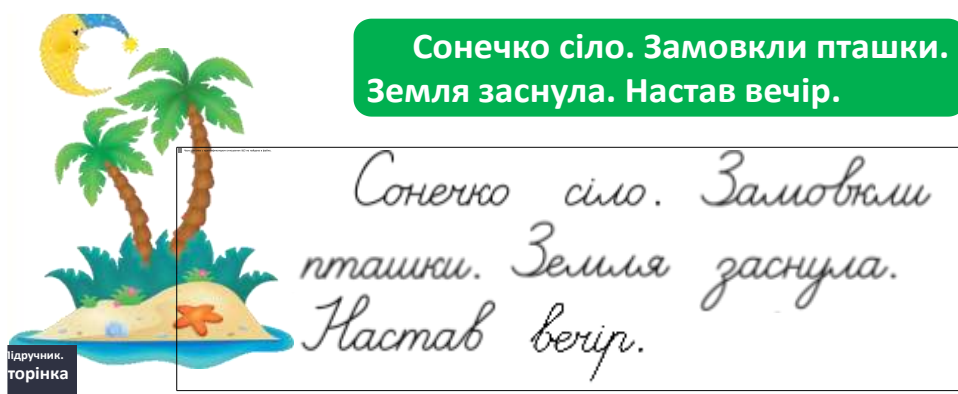 Сонечко сіло. Замовкли пташки.
Земля заснула. Настав вечір.
Сонечко сіло. Замовкли
пташки. Земля заснула.
Настав вечір.
Підручник.
торінка